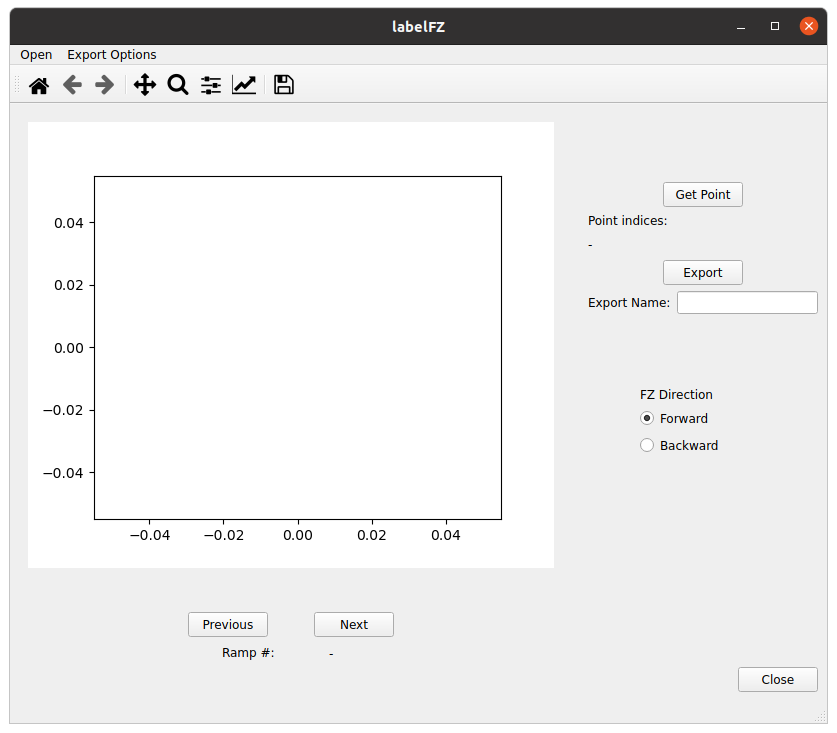 labelFZ
Open Export Options
Get Point
Point indices:
-
Export
Export Name:
0.04
0.02
0.00
−0.02
−0.04
−0.04 −0.02 0.00 0.02 0.04
FZ Direction
Forward
Backward
Previous Next
Ramp #: -
Close